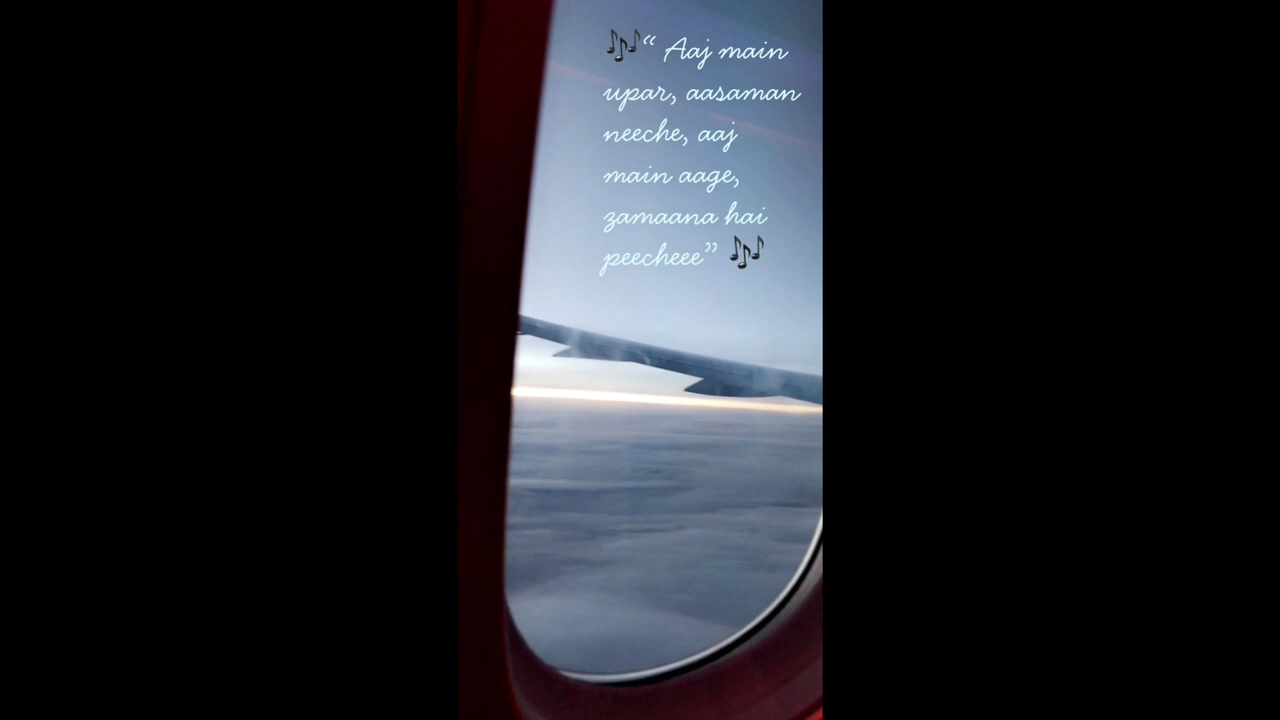 🎶“ Aaj main
upar, aasaman
neeche, aaj
main aage,
zamaana hai
peecheee” 🎶